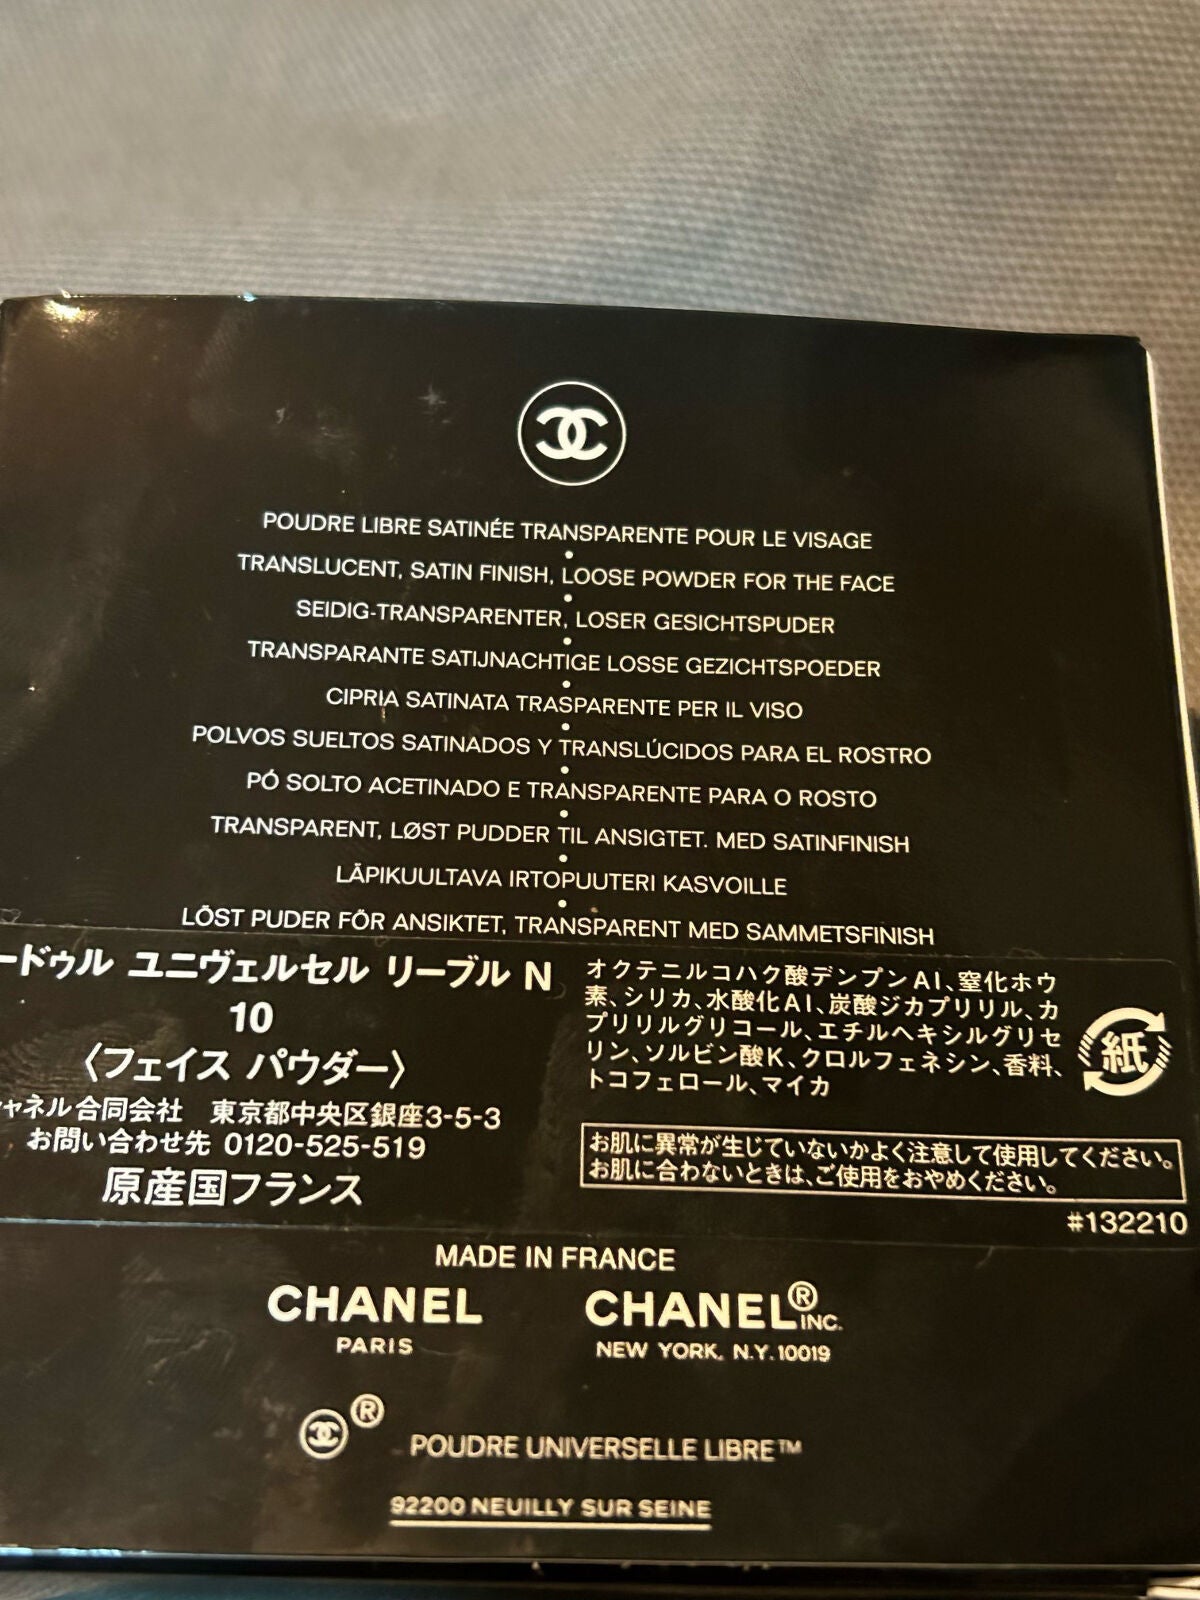 POUDRE LIBRE SATINÉE TRANSPARENTE POUR LE VISAGE
TRANSLUCENT, SATIN FINISH, LOOSE POWDER FOR THE FACE
SEIDIG-TRANSPARENTER, LOSER GESICHTSPUDER
TRANSPARANTE SATIJNACHTIGE LOSSE GEZICHTSPOEDER
CIPRIA SATINATA TRASPARENTE PER IL VISO
POLVOS SUELTOS SATINADOS Y TRANSLÚCIDOS PARA EL ROSTRO
PÓ SOLTO ACETINADO E TRANSPARENTE PARA O ROSTO
TRANSPARENT, LØST PUDDER TIL ANSIGTET. MED SATINFINISH
LÄPIKUULTAVA IRTOPUUTERI KASVOILLE
LÖST PUDER FÖR ANSIKTET, TRANSPARENT MED SAMMETSFINISH
ードゥル ユニヴェルセル リーブル N
10
〈フェイス パウダー〉
ャネル合同会社 東京都中央区銀座3-5-3
お問い合わせ先 0120-525-519
原産国フランス
オクテニルコハク酸デンプンAl、窒化ホウ
素、シリカ、水酸化Al、炭酸ジカプリリル、カ
プリリルグリコール、エチルヘキシルグリセ
リン、ソルビン酸K、クロルフェネシン、香料、
トコフェロール、マイカ
紙
お肌に異常が生じていないかよく注意して使用してください。
お肌に合わないときは、ご使用をおやめください。
#132210
MADE IN FRANCE
CHANEL
PARIS
CHANEL® INC.
NEW YORK, N.Y. 10019
® POUDRE UNIVERSELLE LIBRE™
92200 NEUILLY SUR SEINE